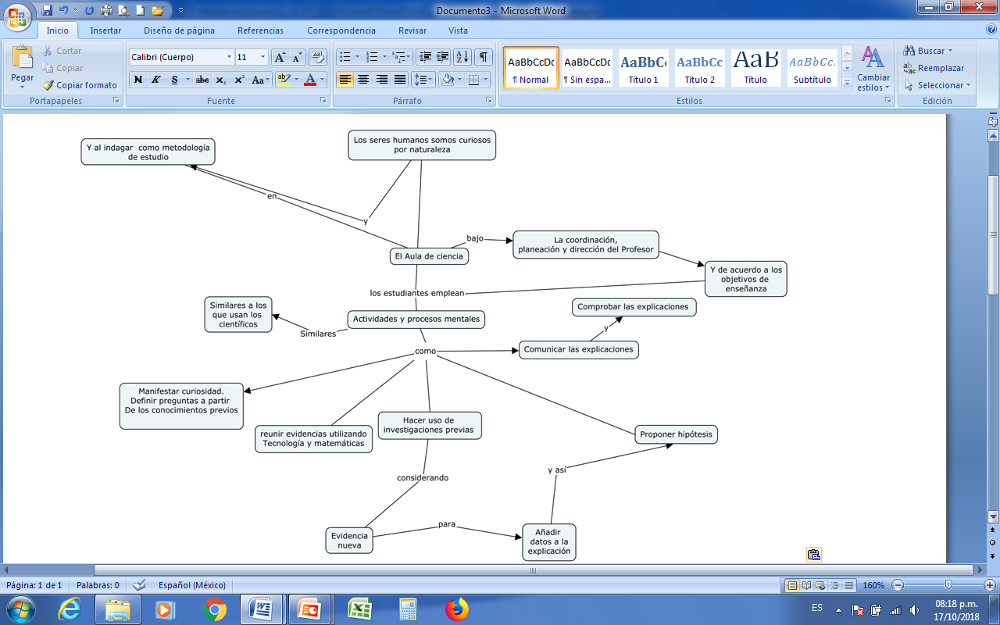 Documento3 - Microsoft Word
Inicio Insertar Diseño de página Referencias Correspondencia Revisar Vista
Pegar
Cortar
Copiar
Copiar formato
Portapapeles
Calibri (Cuerpo) 11
N K S abc x₂ x² Aa
Fuente
Párrafo
AaBbCcDc AaBbCcDc AaBbC AaBbCc AaB AaBbCc.
¶ Normal ¶ Sin espa... Título 1 Título 2 Título Subtítulo
Estilos
Cambiar
estilos
Buscar
Reemplazar
Seleccionar
Edición
Y al indagar como metodología
de estudio
Los seres humanos somos curiosos
por naturaleza
en
y
bajo
La coordinación,
planeación y dirección del Profesor
El Aula de ciencia
Y de acuerdo a los
objetivos de
enseñanza
los estudiantes emplean
Similares a los
que usan los
científicos
Similares
Actividades y procesos mentales
Comprobar las explicaciones
y
Comunicar las explicaciones
como
Manifestar curiosidad.
Definir preguntas a partir
De los conocimientos previos
reunir evidencias utilizando
Tecnología y matemáticas
Hacer uso de
investigaciones previas
Proponer hipótesis
considerando
y así
Evidencia
nueva
para
Añadir
datos a la
explicación
Página: 1 de 1 Palabras: 0 Español (México) 160%
ES
08:18 p.m.
17/10/2018